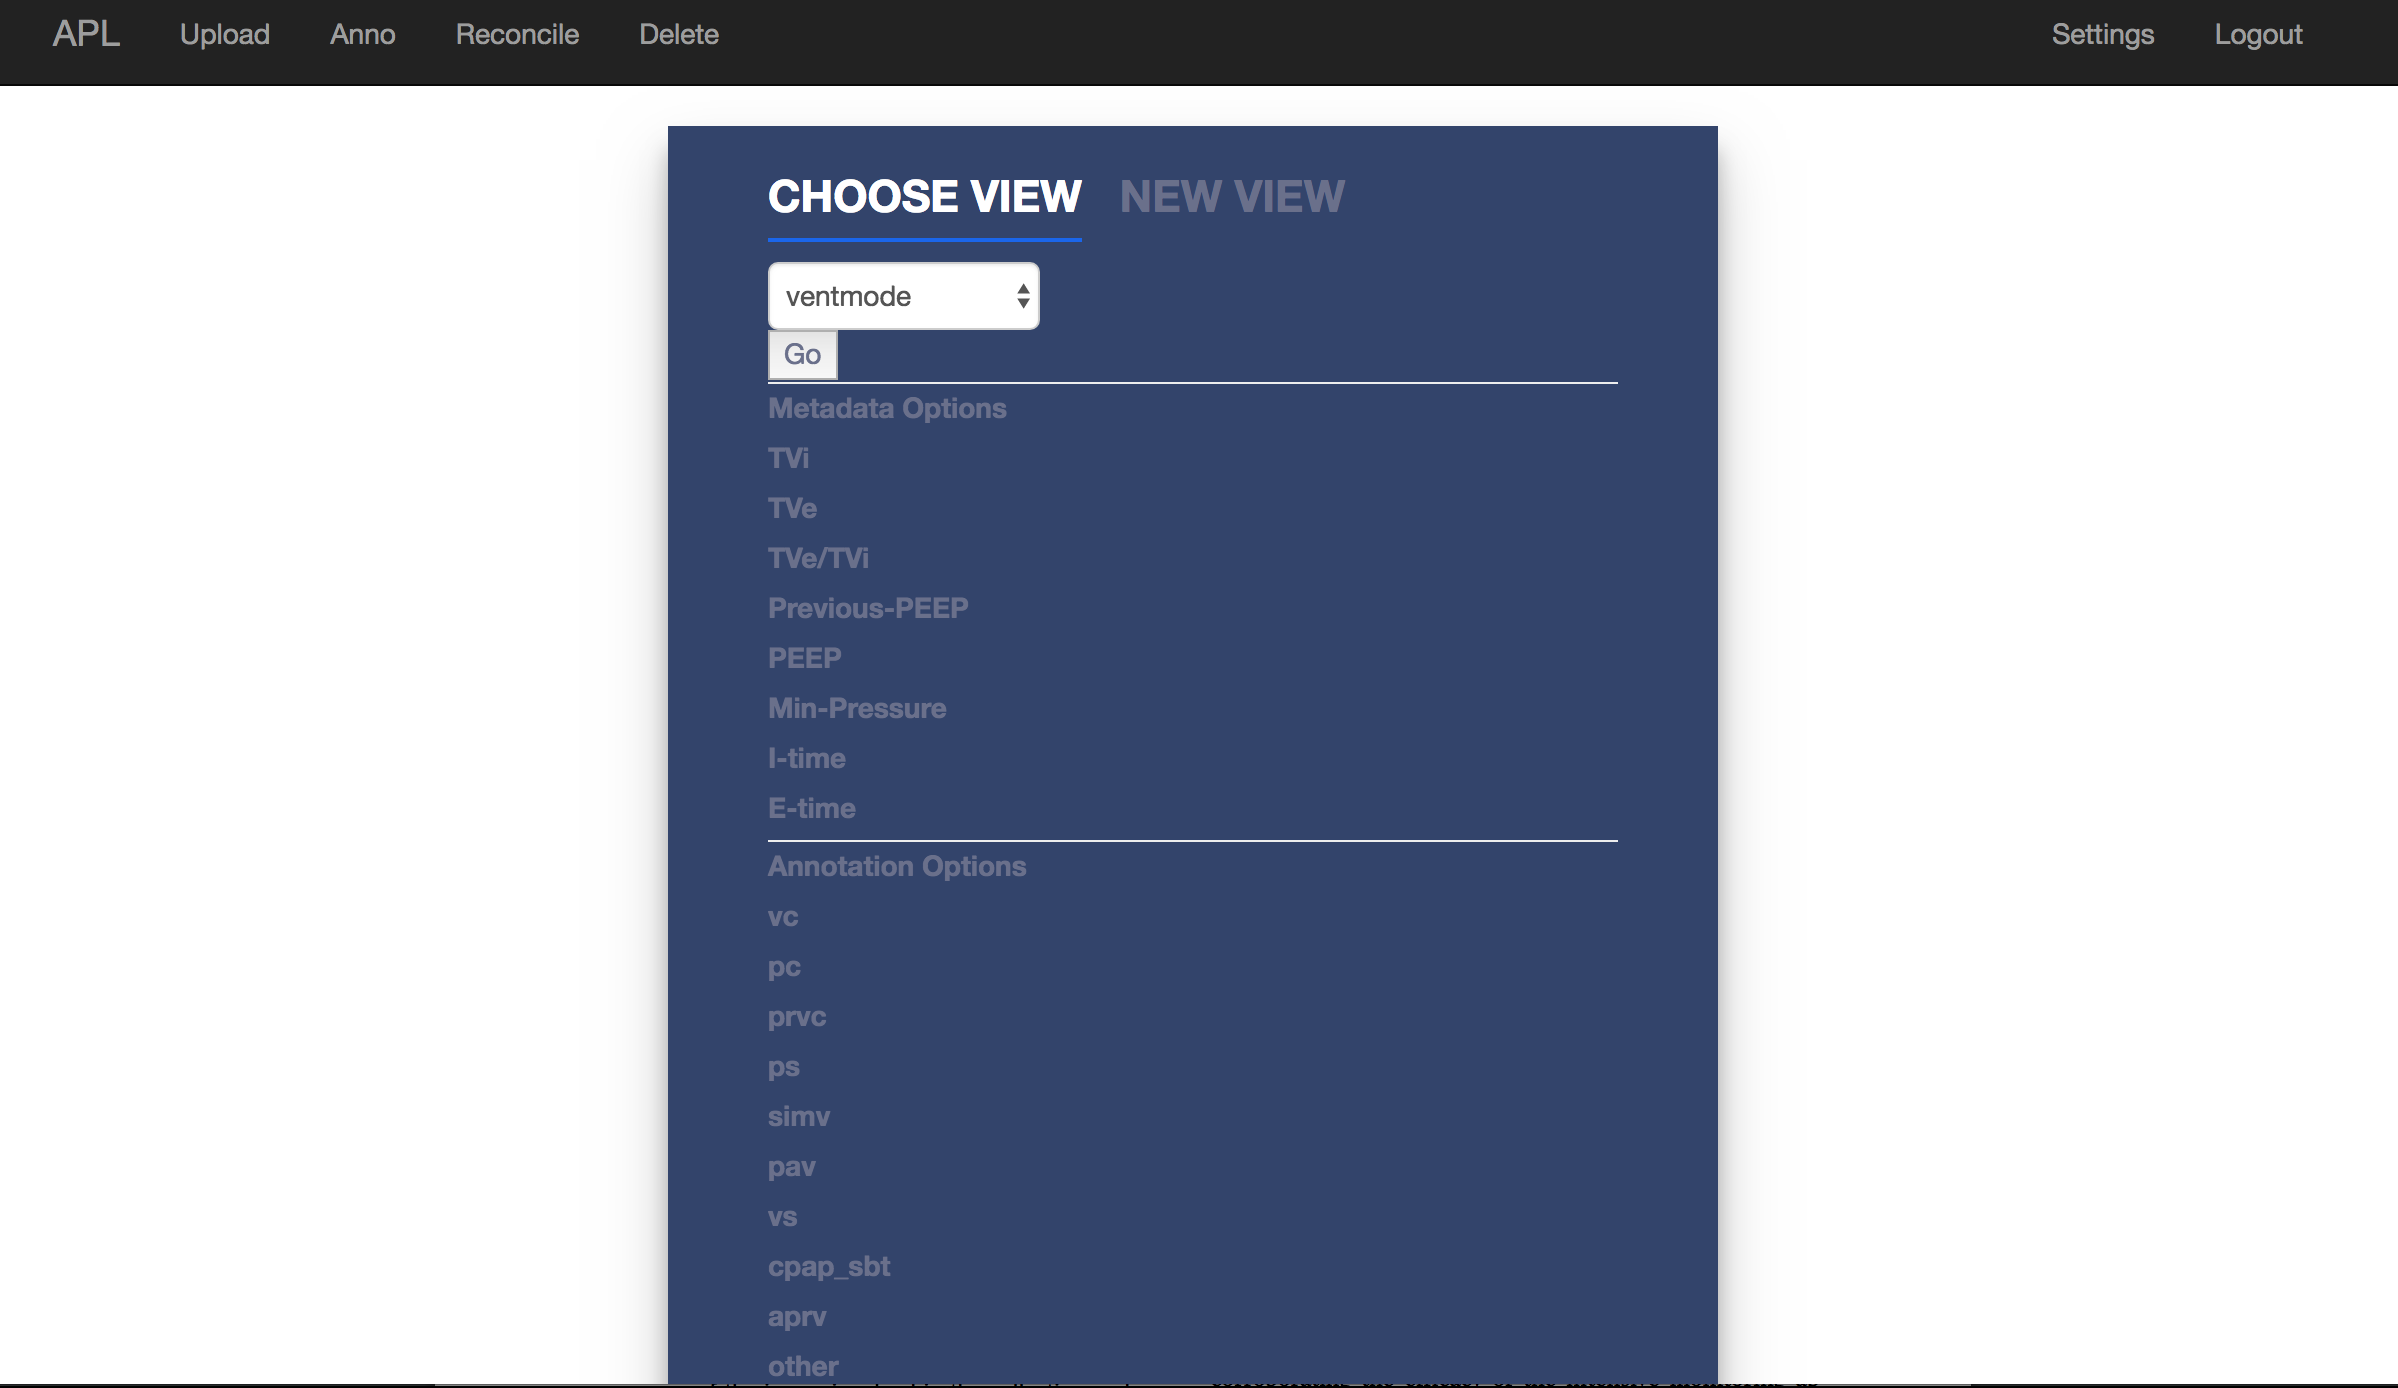 APL Upload Anno Reconcile Delete Settings Logout
CHOOSE VIEW NEW VIEW
ventmode
Go
Metadata Options
TVi
TVe
TVe/TVi
Previous-PEEP
PEEP
Min-Pressure
I-time
E-time
Annotation Options
vc
pc
prvc
ps
simv
pav
vs
cpap_sbt
aprv
other